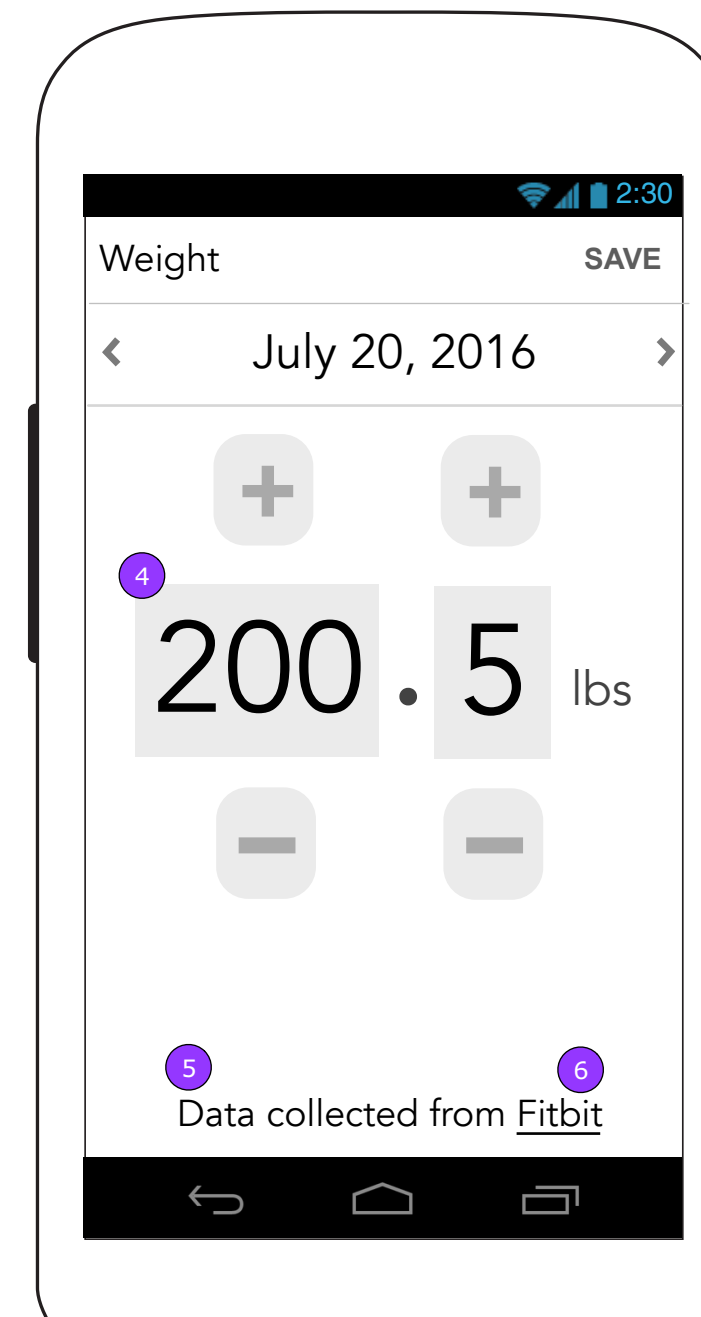 2:30
Weight SAVE
July 20, 2016
4
200 . 5 lbs
5 6
Data collected from Fitbit